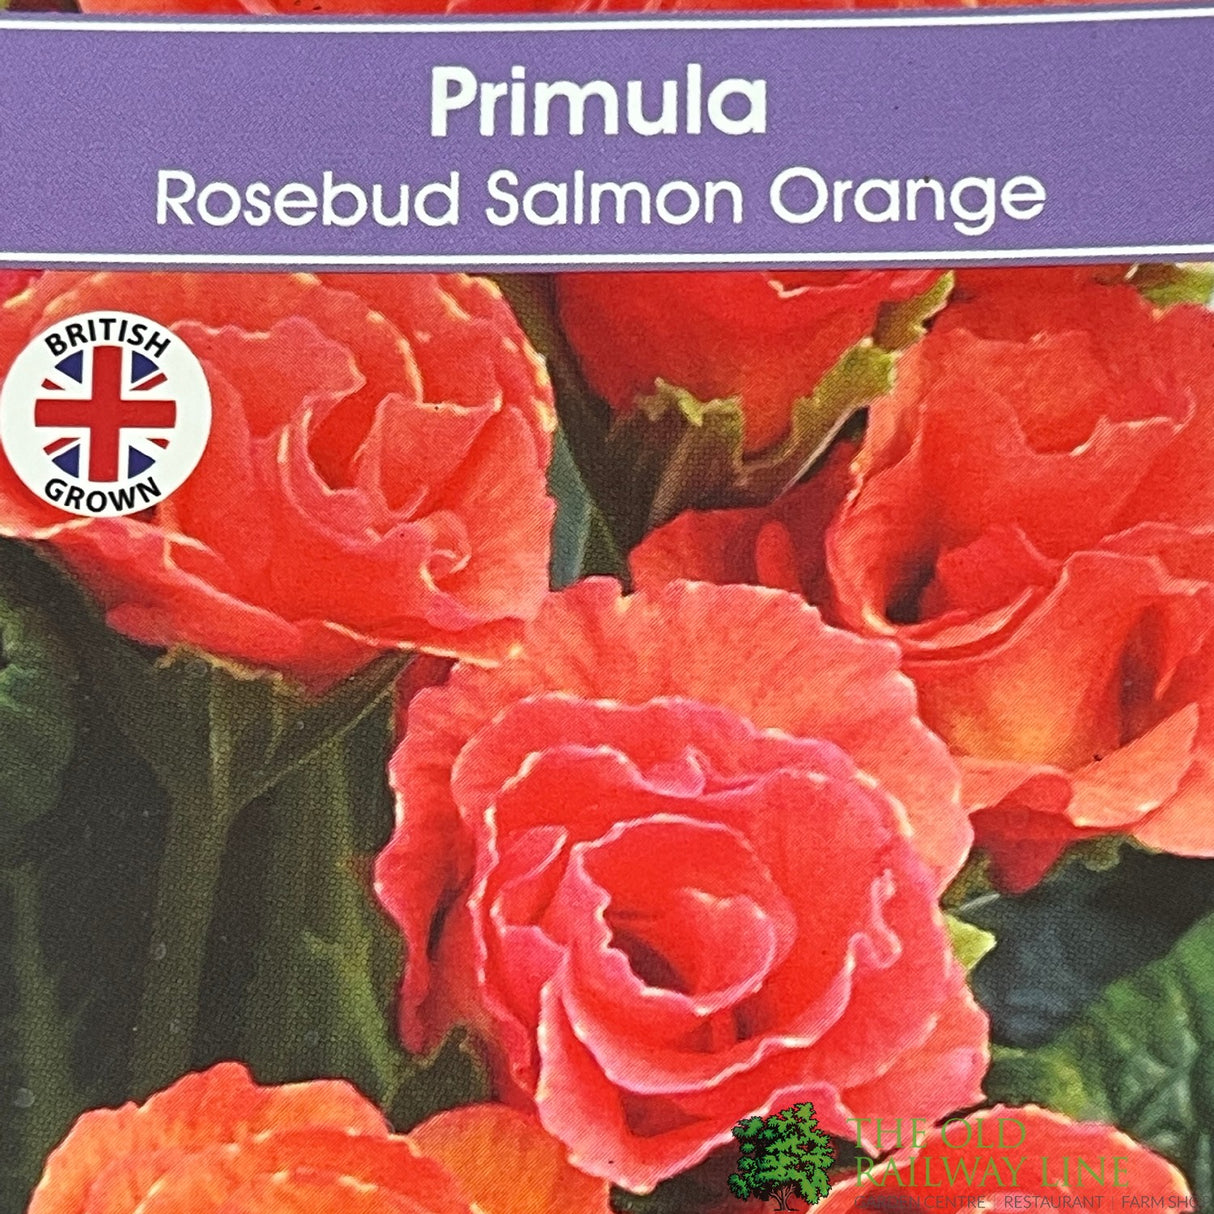 Primula
Rosebud Salmon Orange
BRITISH
GROWN
THE OLD
RAILWAY LINE
GARDEN CENTRE | RESTAURANT | FARM SHOP